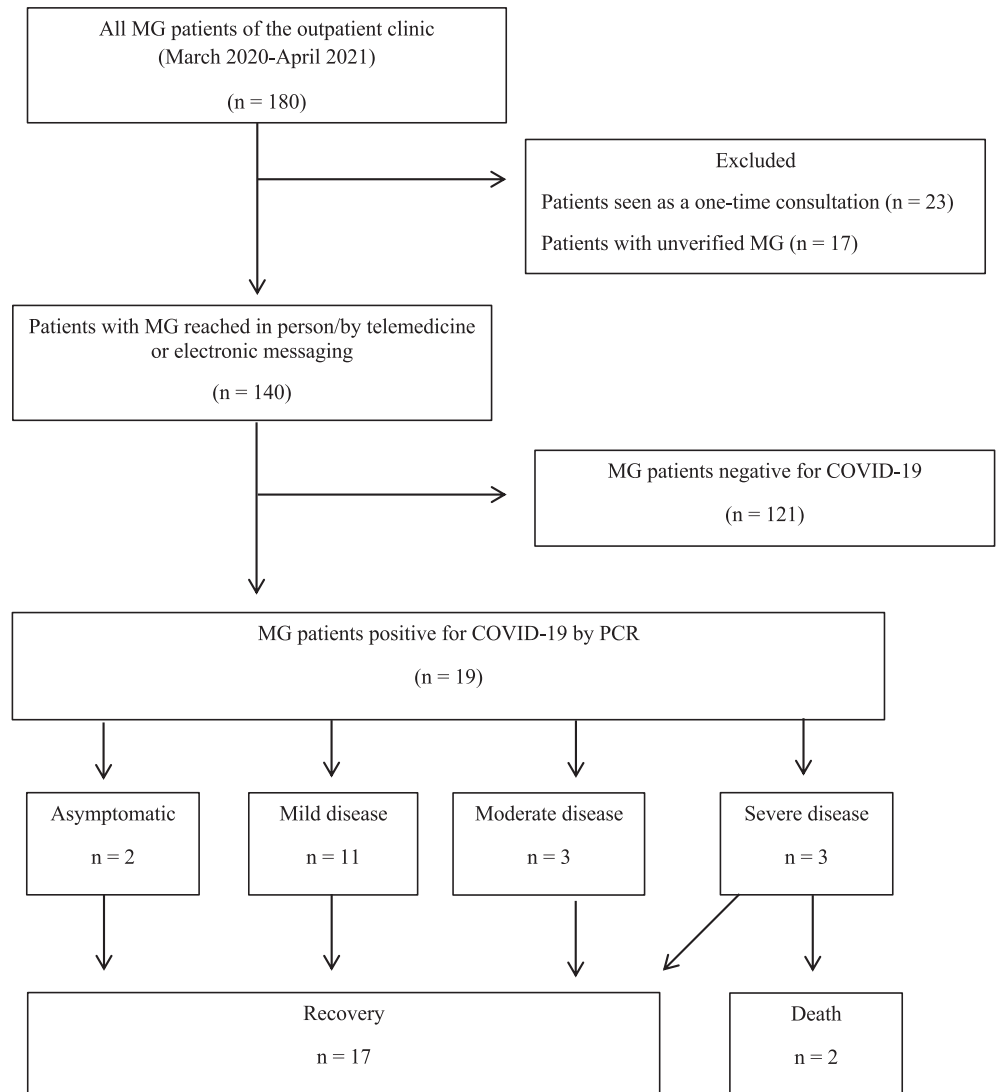 All MG patients of the outpatient clinic
(March 2020-April 2021)
(n = 180)
Excluded
Patients seen as a one-time consultation (n = 23)
Patients with unverified MG (n = 17)
Patients with MG reached in person/by telemedicine
or electronic messaging
(n = 140)
MG patients negative for COVID-19
(n = 121)
MG patients positive for COVID-19 by PCR
(n = 19)
Asymptomatic
n = 2
Mild disease
n = 11
Moderate disease
n = 3
Severe disease
n = 3
Recovery
n = 17
Death
n = 2